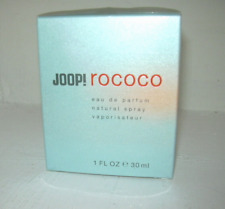 JOOP! rococo
eau de parfum
natural spray
vaporisateur
1 FL OZ ℮ 30 ml